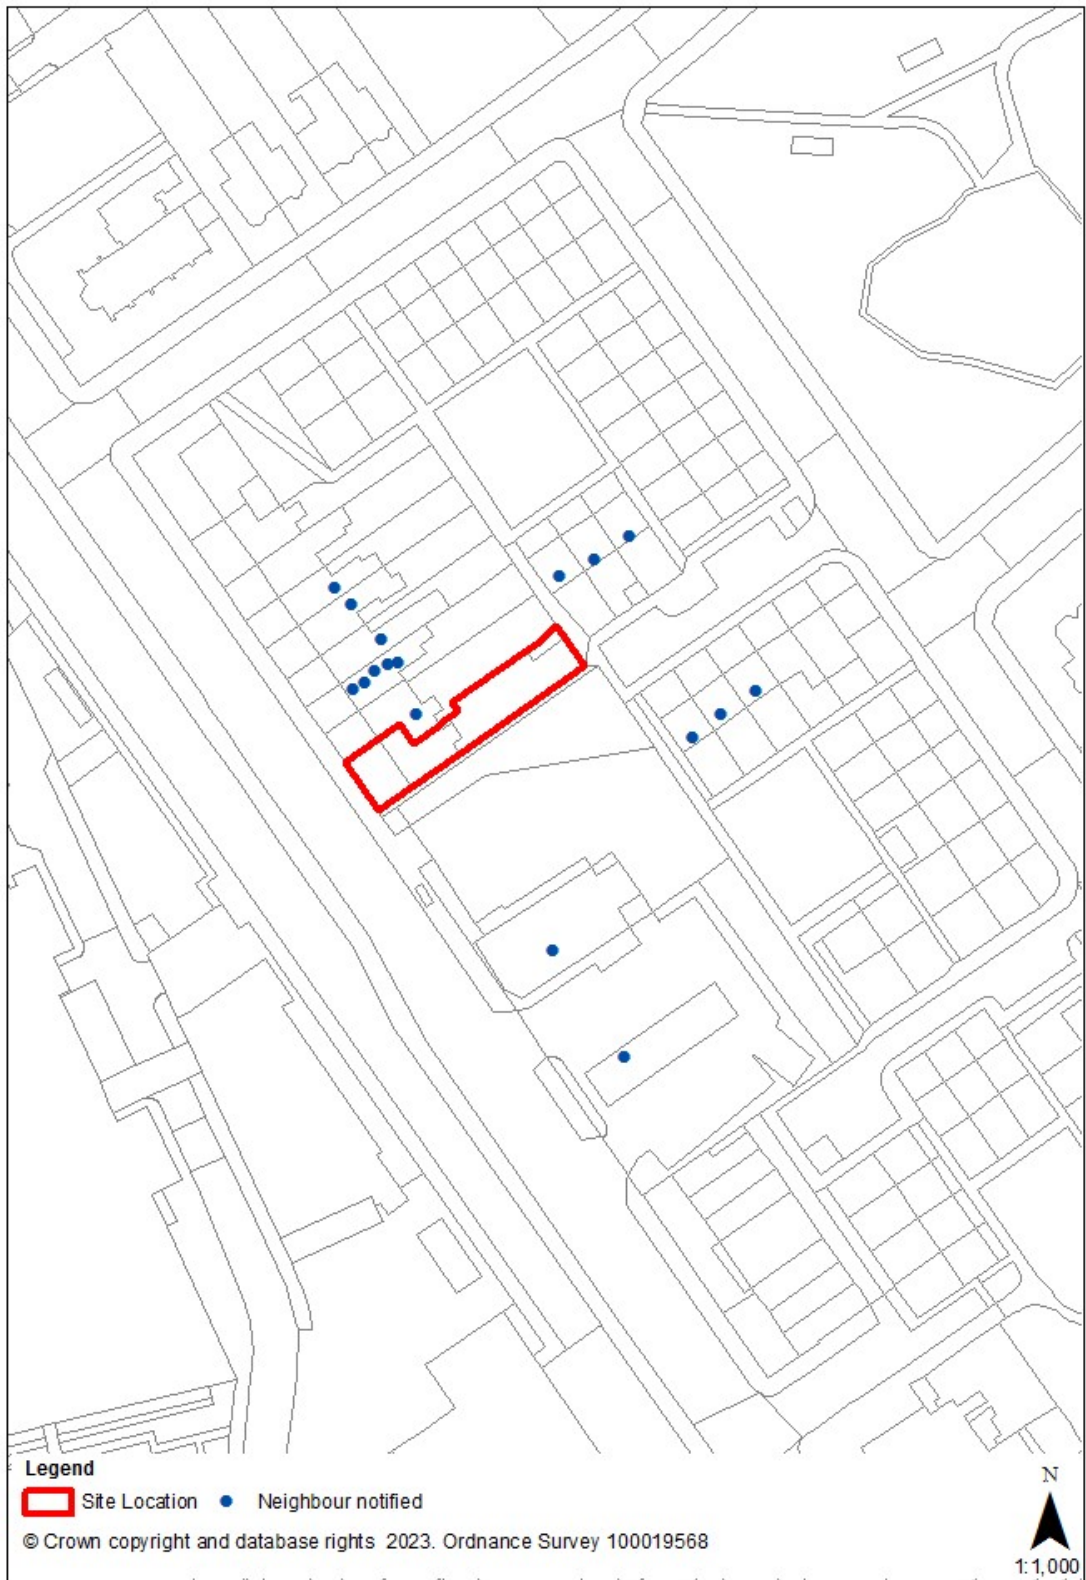 Legend
Site Location
Neighbour notified
© Crown copyright and database rights 2023. Ordnance Survey 100019568
N
1:1,000